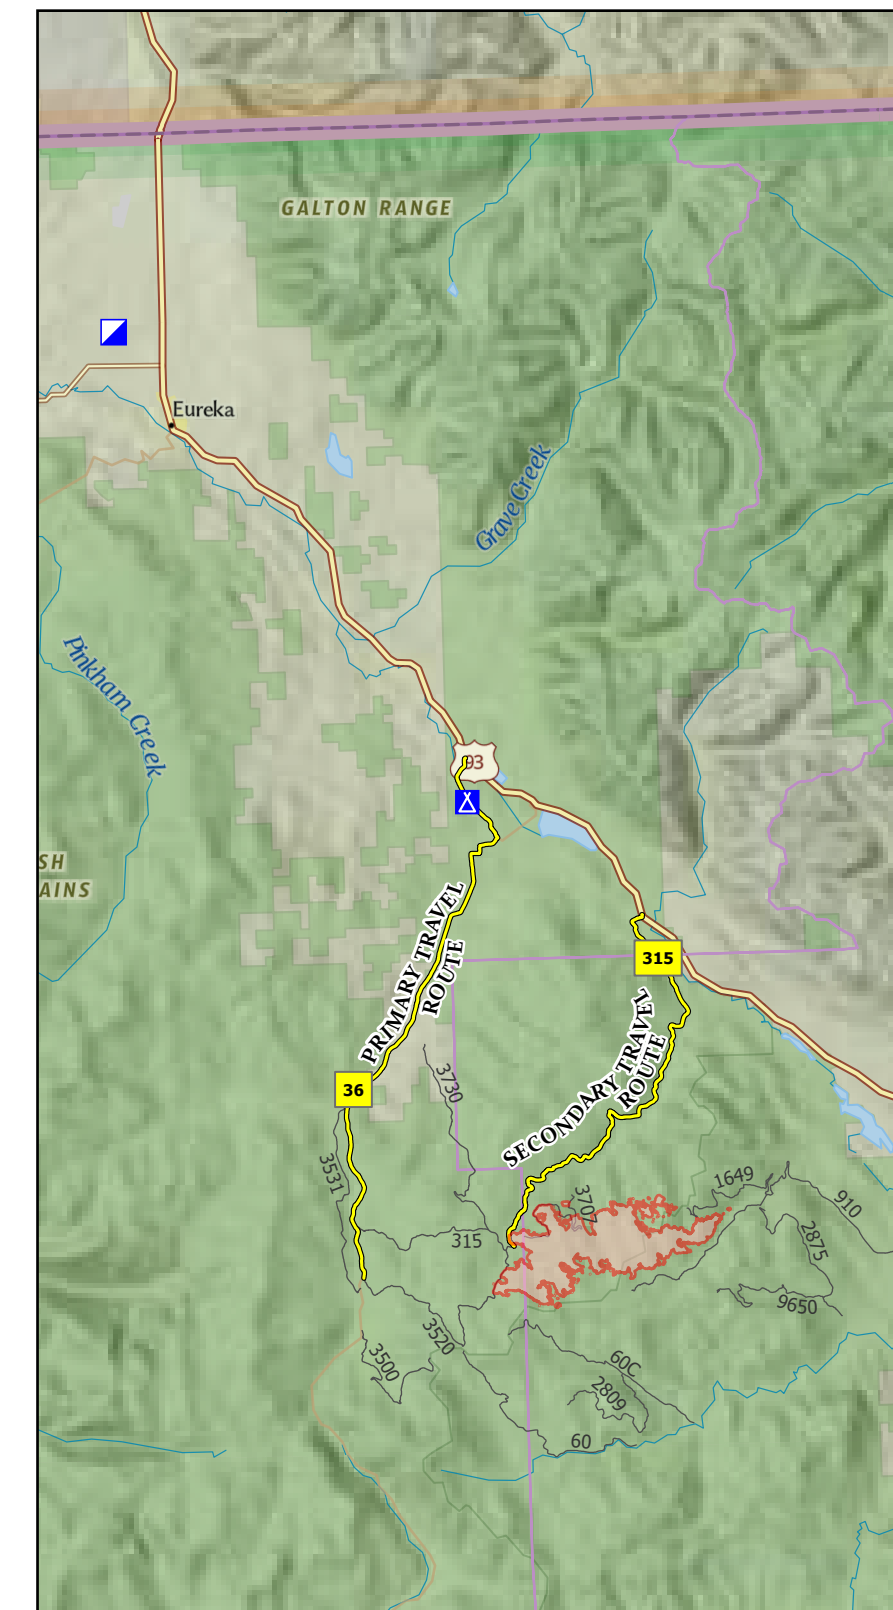 GALTON RANGE
Eureka
Grave Creek
Pinkham Creek
93
SH
AINS
PRIMARY TRAVEL
ROUTE
315
SECONDARY TRAVEL
ROUTE
36
3730
3531
3707
1649
910
315
2875
9650
3520
3500
60C
2809
60